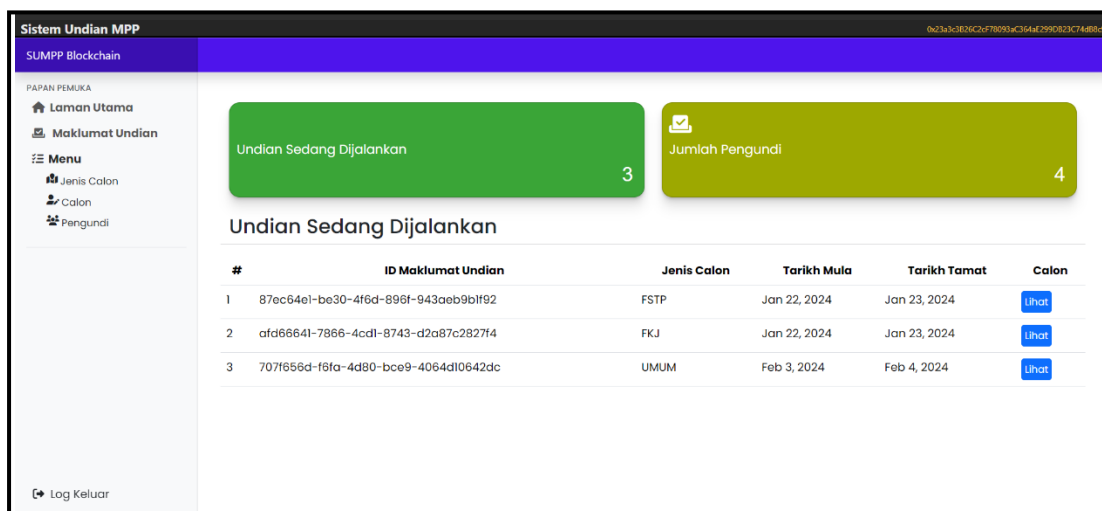 Sistem Undian MPP
SUMPP Blockchain
PAPAN PEMUKA
Laman Utama
Maklumat Undian
Menu
Jenis Calon
Calon
Pengundi
Log Keluar
Undian Sedang Dijalankan
3
Jumlah Pengundi
4
Undian Sedang Dijalankan
# ID Maklumat Undian Jenis Calon Tarikh Mula Tarikh Tamat Calon
1 87ec64e1-be30-4f6d-896f-943aeb9b1f92 FSTP Jan 22, 2024 Jan 23, 2024 Lihat
2 afd66641-7866-4cd1-8743-d2a87c2827f4 FKJ Jan 22, 2024 Jan 23, 2024 Lihat
3 707f656d-f6fa-4d80-bce9-4064d10642dc UMUM Feb 3, 2024 Feb 4, 2024 Lihat